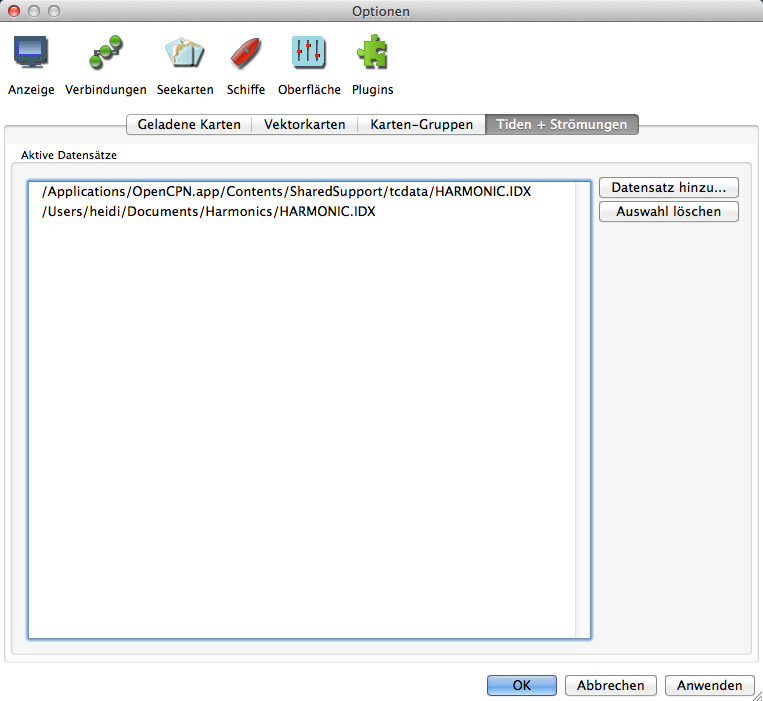 Optionen
Anzeige Verbindungen Seekarten Schiffe Oberfläche Plugins
Geladene Karten Vektorkarten Karten-Gruppen Tiden + Strömungen
Aktive Datensätze
/Applications/OpenCPN.app/Contents/SharedSupport/tcdata/HARMONIC.IDX
/Users/heidi/Documents/Harmonics/HARMONIC.IDX
Datensatz hinzu...
Auswahl löschen
OK Abbrechen Anwenden